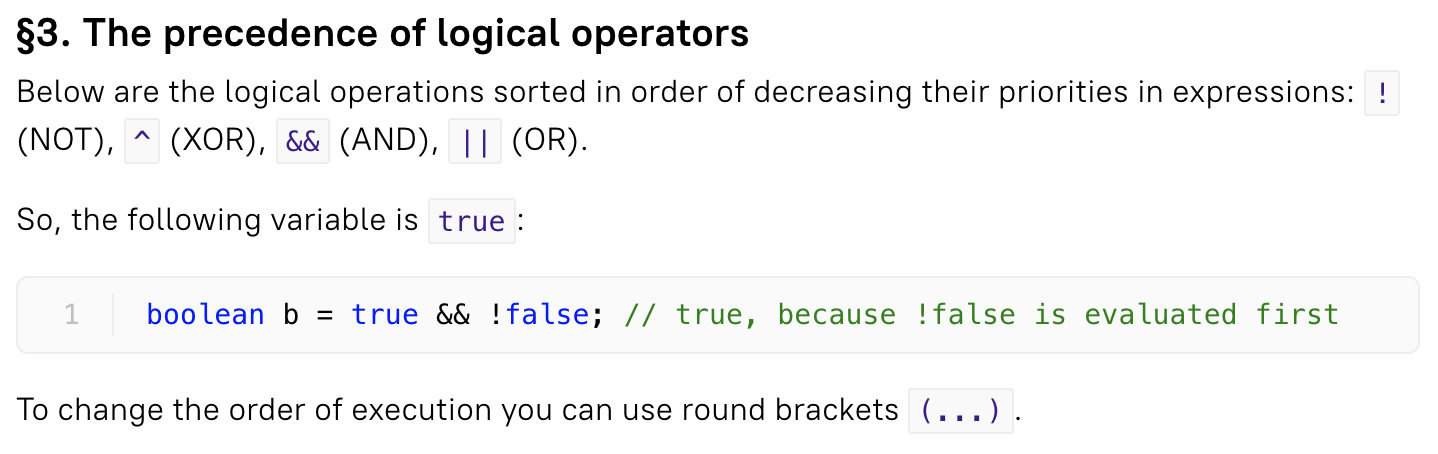 §3. The precedence of logical operators
Below are the logical operations sorted in order of decreasing their priorities in expressions: !
(NOT), ^ (XOR), && (AND), || (OR).
So, the following variable is true:
1 boolean b = true && !false; // true, because !false is evaluated first
To change the order of execution you can use round brackets (...).